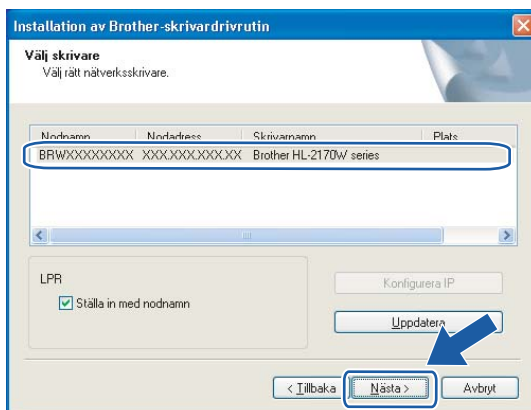 Installation av Brother-skrivardrivrutin
Välj skrivare
Välj rätt nätverksskrivare.
Nodnamn Nodadress Skrivarnamn Plats
BRWXXXXXXXX XXX.XXX.XXX.XX Brother HL-2170W series
LPR
Ställa in med nodnamn
Konfigurera IP
Uppdatera
< Tillbaka Nästa > Avbryt